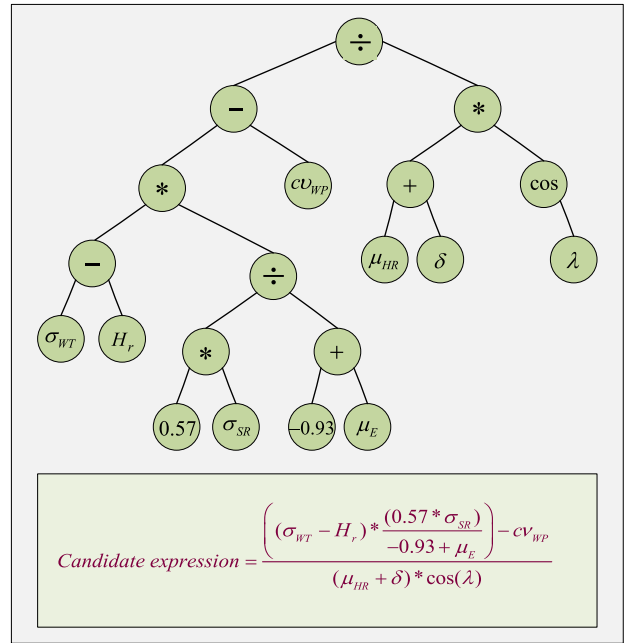 ÷
− *
* cυ_WP + cos
− ÷ μ_HR δ λ
σ_WT H_r * +
0.57 σ_SR −0.93 μ_E
Candidate expression = (((σ_WT − H_r) * (0.57 * σ_SR) / (−0.93 + μ_E)) − cv_WP) / ((μ_HR + δ) * cos(λ))